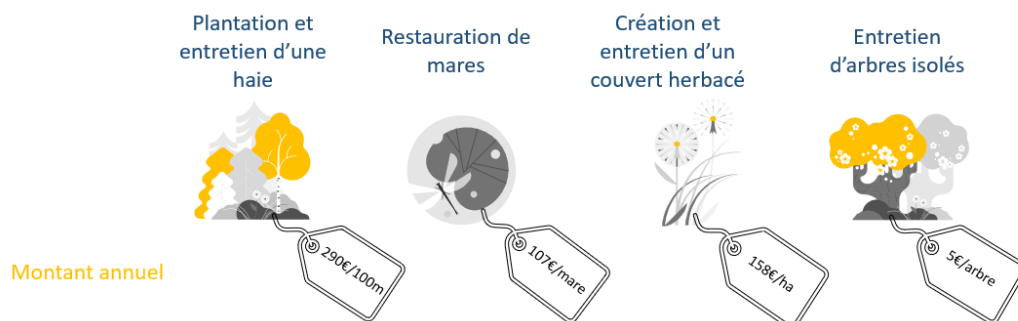 Plantation et
entretien d’une
haie
Restauration de
mares
Création et
entretien d’un
couvert herbacé
Entretien
d’arbres isolés
Montant annuel
290€/100m
107€/mare
158€/ha
5€/arbre